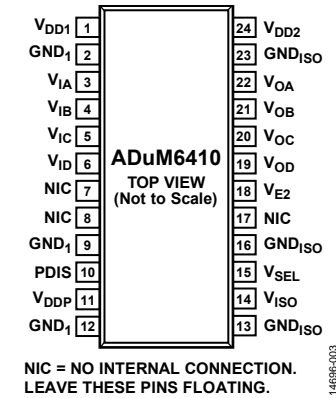 VDD1 1 24 VDD2
GND1 2 23 GNDISO
VIA 3 22 VOA
VIB 4 21 VOB
VIC 5 20 VOC
VID 6 ADuM6410 19 VOD
NIC 7 TOP VIEW 18 VE2
(Not to Scale)
NIC 8 17 NIC
GND1 9 16 GNDISO
PDIS 10 15 VSEL
VDDP 11 14 VISO
GND1 12 13 GNDISO
NIC = NO INTERNAL CONNECTION.
LEAVE THESE PINS FLOATING.
14696-003